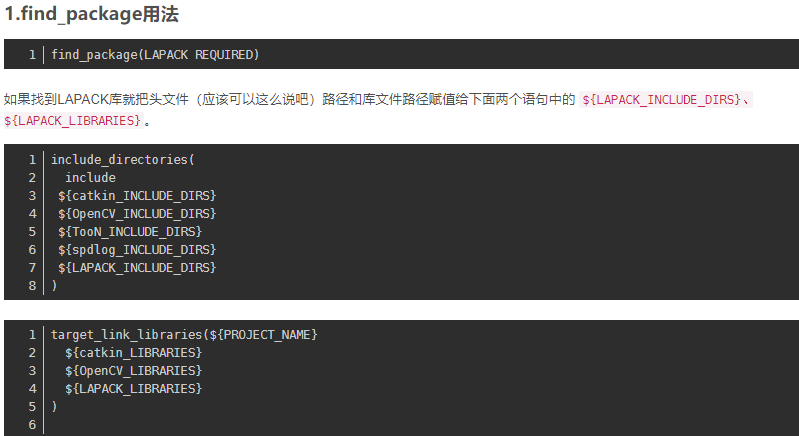 1.find_package用法
1 find_package(LAPACK REQUIRED)
如果找到LAPACK库就把头文件（应该可以这么说吧）路径和库文件路径赋值给下面两个语句中的 ${LAPACK_INCLUDE_DIRS}、
${LAPACK_LIBRARIES}。
1 include_directories(
2 include
3 ${catkin_INCLUDE_DIRS}
4 ${OpenCV_INCLUDE_DIRS}
5 ${TooN_INCLUDE_DIRS}
6 ${spdlog_INCLUDE_DIRS}
7 ${LAPACK_INCLUDE_DIRS}
8 )
1 target_link_libraries(${PROJECT_NAME}
2 ${catkin_LIBRARIES}
3 ${OpenCV_LIBRARIES}
4 ${LAPACK_LIBRARIES}
5 )
6